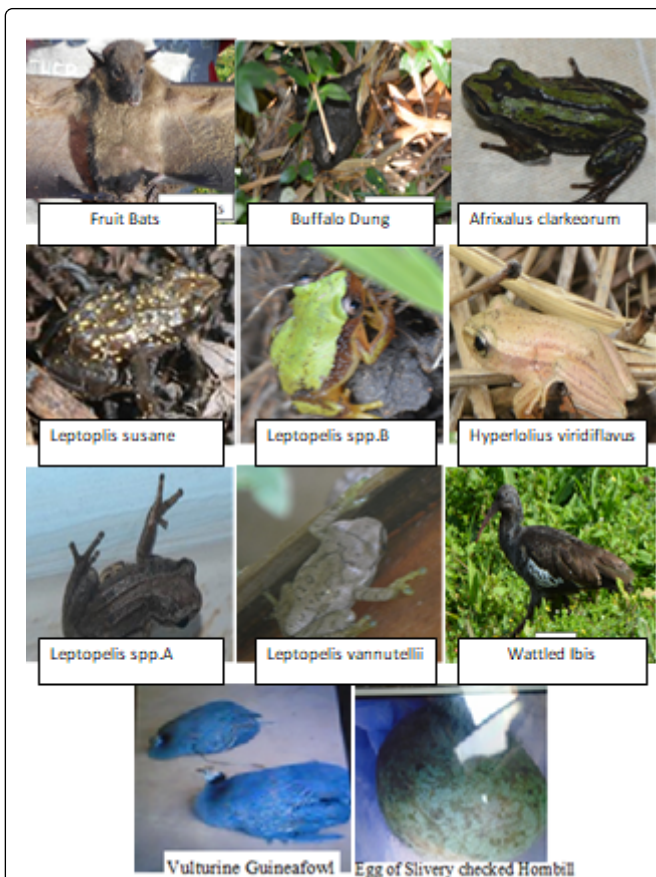 Fruit Bats
Buffalo Dung
Afrixalus clarkeorum
Leptoplis susane
Leptopelis spp.B
Hyperlolius viridiflavus
Leptopelis spp.A
Leptopelis vannutellii
Wattled Ibis
Vulturine Guineafowl
Egg of Slivery checked Hornbill